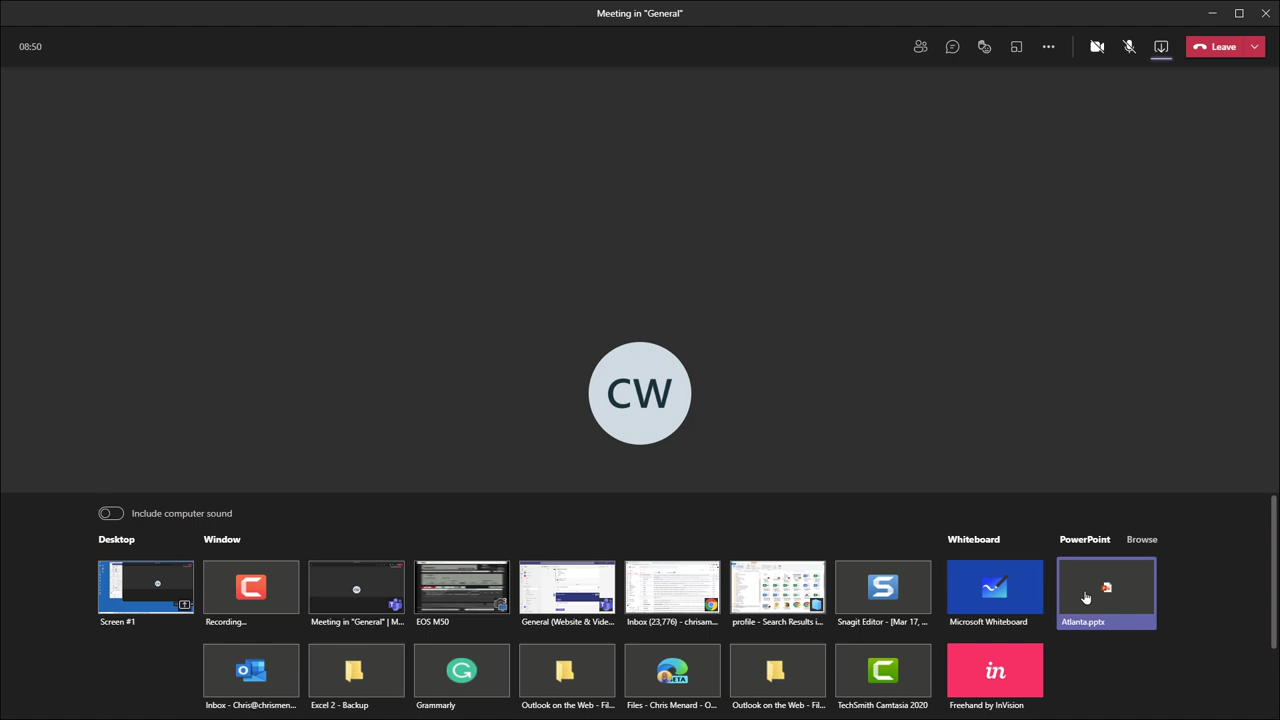 Meeting in "General"
08:50
Leave
CW
Include computer sound
Desktop
Window
Whiteboard
PowerPoint
Browse
Screen #1
Recording...
Meeting in "General" | M...
EOS M50
General (Website & Vide...
Inbox (23,776) - chrisam...
profile - Search Results i...
Snagit Editor - [Mar 17, ...
Microsoft Whiteboard
Atlanta.pptx
Inbox - Chris@chrismen...
Excel 2 - Backup
Grammarly
Outlook on the Web - Fil...
BETA
Files - Chris Menard - O...
Outlook on the Web - Fil...
TechSmith Camtasia 2020
in
Freehand by InVision